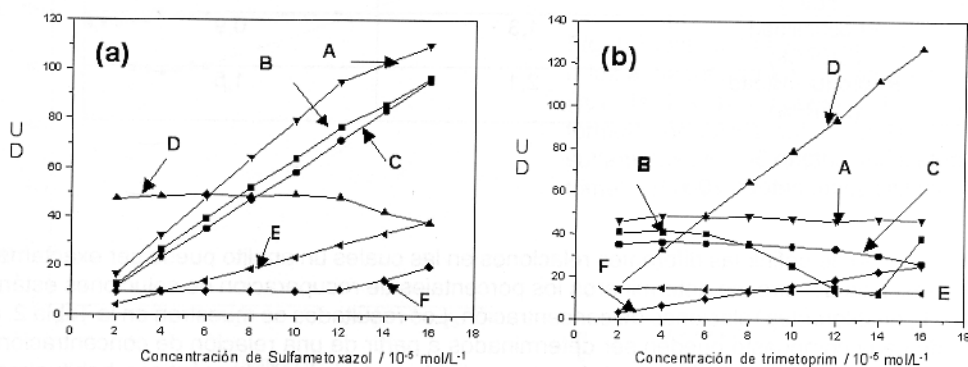 (a)
120
100
80
60
40
20
0
U
D
A
B
C
D
E
F
0 2 4 6 8 10 12 14 16 18
Concentración de Sulfametoxazol / 10⁻⁵ mol/L⁻¹
(b)
140
120
100
80
60
40
20
0
U
D
D
B
A
C
F
E
0 2 4 6 8 10 12 14 16 18
Concentración de trimetoprim / 10⁻⁵ mol/L⁻¹